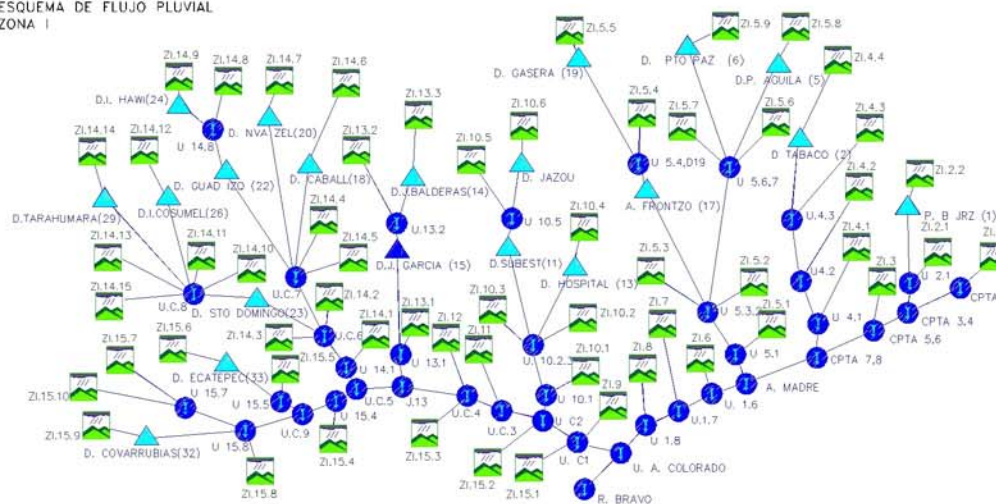 ESQUEMA DE FLUJO PLUVIAL
ZONA I
ZI.5.5
ZI.5.9
ZI.5.8
ZI.14.9
ZI.14.8
ZI.14.7
ZI.14.6
D. GASERA (19)
D. PTO PAZ (6)
D.P. AGUILA (5)
ZI.4.4
D.I. HAWI(24)
ZI.13.3
ZI.10.6
ZI.5.4
ZI.5.7
ZI.5.6
ZI.4.3
ZI.14.14
ZI.14.12
U 14.8
D. NVA ZEL(20)
ZI.13.2
ZI.10.5
D TABACO (2)
ZI.4.2
ZI.2.2
D. GUAD IZO (22)
D. CABALL(18)
D.J.BALDERAS(14)
D. JAZOU
U 5.4,D19
U 5.6,7
D.TARAHUMARA(29)
D.I.COSUMEL(26)
ZI.14.4
ZI.10.4
A. FRONTZO (17)
P. B JRZ (1)
U.13.2
U 10.5
U.4.3
ZI.4.1
ZI.2.1
ZI.14.13
ZI.14.11
ZI.14.10
ZI.14.5
D.J. GARCIA (15)
D.SUBEST(11)
ZI.5.3
ZI.5.2
ZI.3
ZI.14.15
U.C.8
U.C.7
D. HOSPITAL (13)
U4.2
U 2.1
CPTA
D. STO DOMINGO(23)
ZI.14.2
ZI.13.1
ZI.10.3
ZI.10.2
ZI.7
U 5.3,2
ZI.5.1
U 4.1
CPTA 3,4
ZI.15.7
ZI.15.6
ZI.14.3
U.C.6
ZI.14.1
ZI.12
ZI.11
ZI.8
ZI.6
CPTA 5,6
ZI.15.5
U 14.1
U 13.1
U. 10.2.3
ZI.10.1
U 5.1
CPTA 7,8
D. ECATEPEC(33)
ZI.15.10
U 15.7
U 15.5
U.C.5
J.13
U 10.1
ZI.9
U. 1.6
A. MADRE
U.C.9
U 15.4
U.C.4
U.C.3
U C2
U.1.7
ZI.15.9
U 15.8
U 1.8
D. COVARRUBIAS(32)
ZI.15.4
ZI.15.3
ZI.15.2
ZI.15.1
U. C1
U. A. COLORADO
ZI.15.8
R. BRAVO